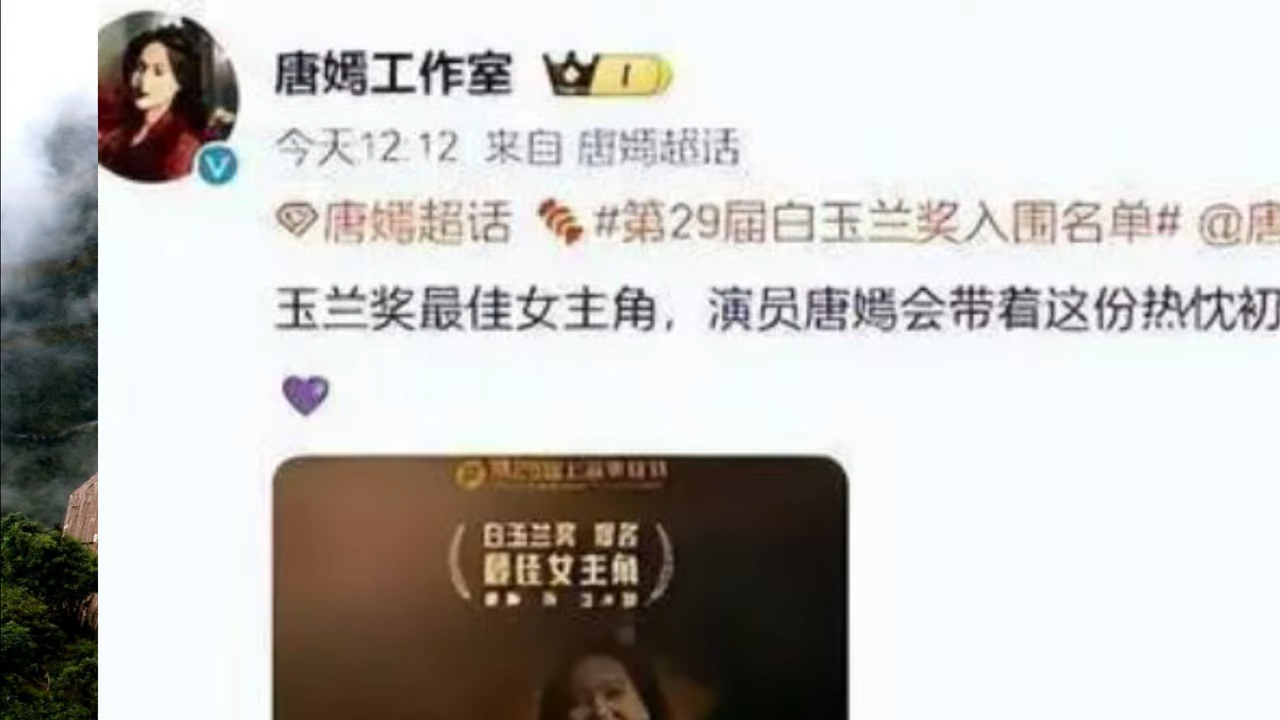 唐嫣工作室
今天12:12 来自 唐嫣超话
唐嫣超话 #第29届白玉兰奖入围名单# @唐
玉兰奖最佳女主角，演员唐嫣会带着这份热忱初
白玉兰奖 提名
最佳女主角